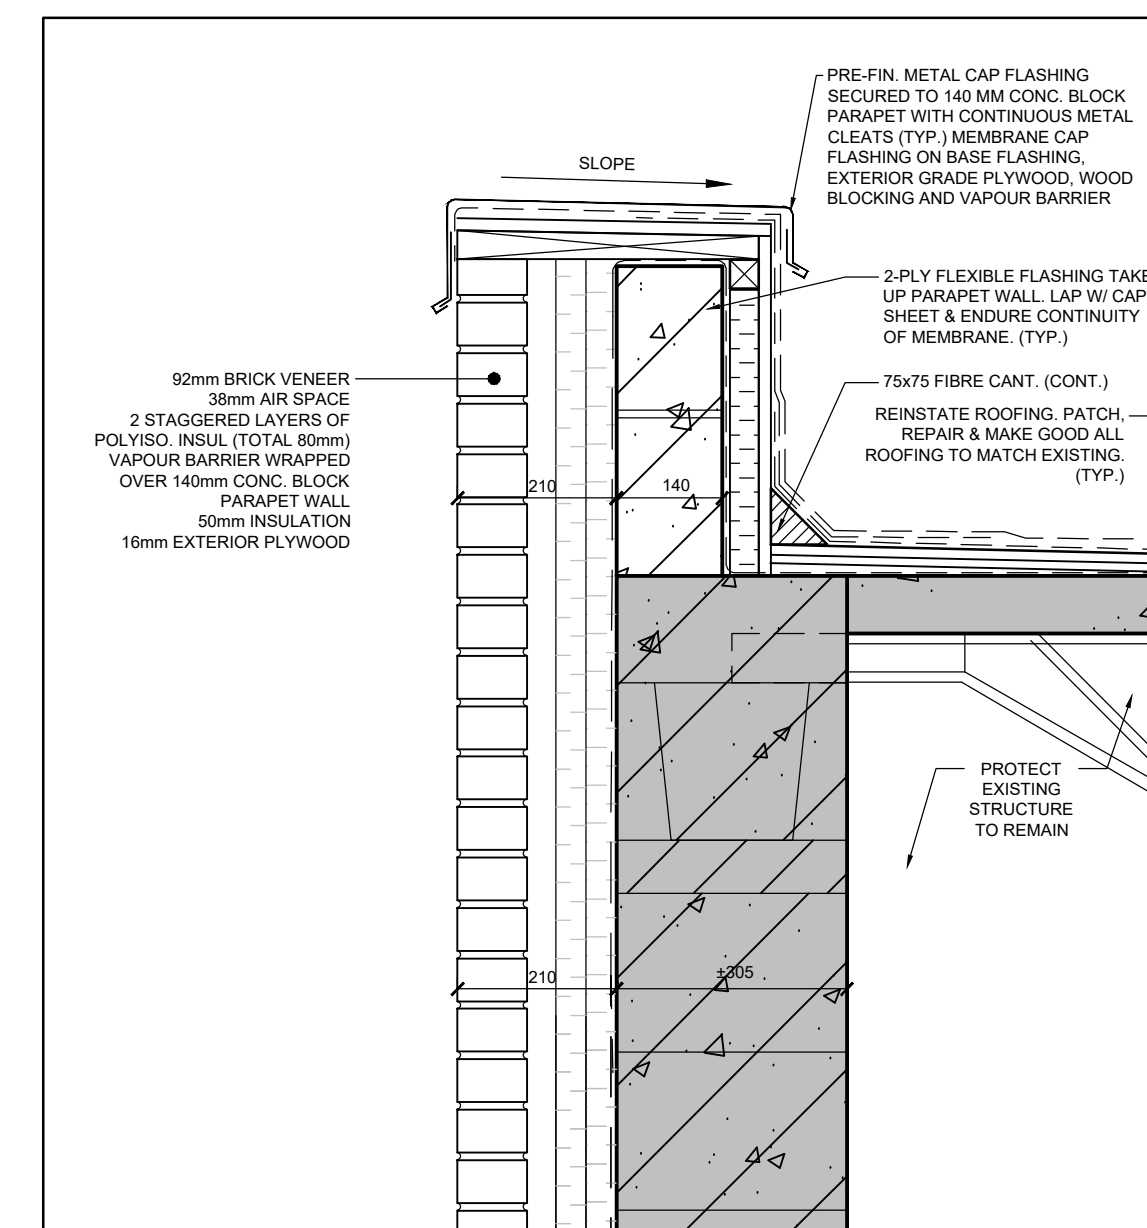 PRE-FIN. METAL CAP FLASHING
SECURED TO 140 MM CONC. BLOCK
PARAPET WITH CONTINUOUS METAL
CLEATS (TYP.) MEMBRANE CAP
FLASHING ON BASE FLASHING,
EXTERIOR GRADE PLYWOOD, WOOD
BLOCKING AND VAPOUR BARRIER
SLOPE
2-PLY FLEXIBLE FLASHING TAKE
UP PARAPET WALL. LAP W/ CAP
SHEET & ENDURE CONTINUITY
OF MEMBRANE. (TYP.)
75x75 FIBRE CANT. (CONT.)
REINSTATE ROOFING. PATCH,
REPAIR & MAKE GOOD ALL
ROOFING TO MATCH EXISTING.
(TYP.)
92mm BRICK VENEER
38mm AIR SPACE
2 STAGGERED LAYERS OF
POLYISO. INSUL (TOTAL 80mm)
VAPOUR BARRIER WRAPPED
OVER 140mm CONC. BLOCK
PARAPET WALL
50mm INSULATION
16mm EXTERIOR PLYWOOD
210
140
PROTECT
EXISTING
STRUCTURE
TO REMAIN
210
±305